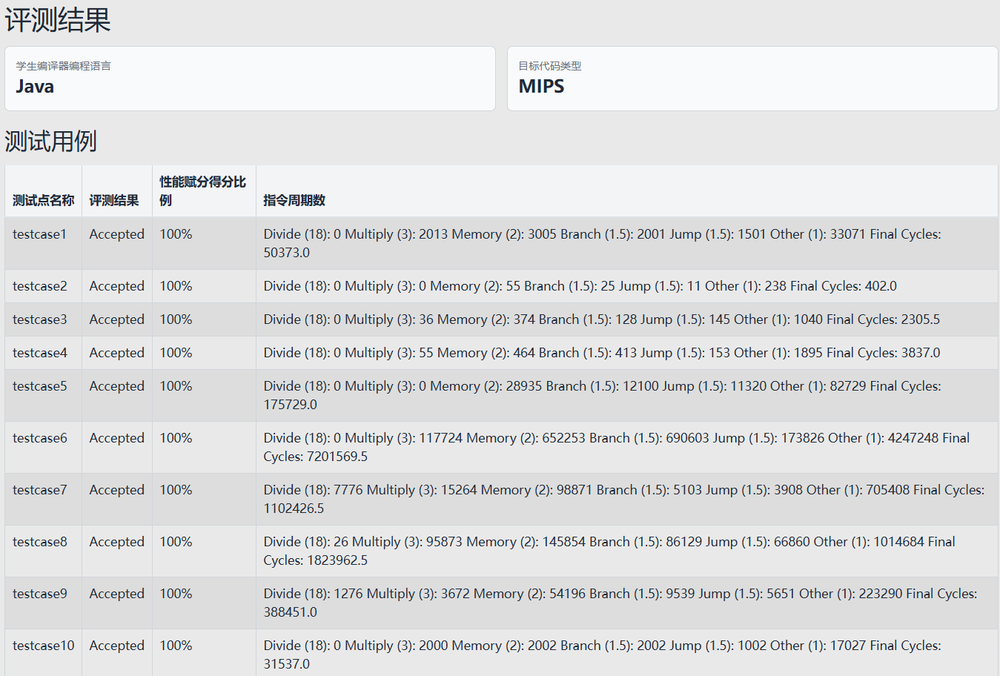 评测结果
学生编译器编程语言
Java
目标代码类型
MIPS
测试用例
测试点名称 评测结果 性能赋分得分比例 指令周期数
testcase1 Accepted 100% Divide (18): 0 Multiply (3): 2013 Memory (2): 3005 Branch (1.5): 2001 Jump (1.5): 1501 Other (1): 33071 Final Cycles:
50373.0
testcase2 Accepted 100% Divide (18): 0 Multiply (3): 0 Memory (2): 55 Branch (1.5): 25 Jump (1.5): 11 Other (1): 238 Final Cycles: 402.0
testcase3 Accepted 100% Divide (18): 0 Multiply (3): 36 Memory (2): 374 Branch (1.5): 128 Jump (1.5): 145 Other (1): 1040 Final Cycles: 2305.5
testcase4 Accepted 100% Divide (18): 0 Multiply (3): 55 Memory (2): 464 Branch (1.5): 413 Jump (1.5): 153 Other (1): 1895 Final Cycles: 3837.0
testcase5 Accepted 100% Divide (18): 0 Multiply (3): 0 Memory (2): 28935 Branch (1.5): 12100 Jump (1.5): 11320 Other (1): 82729 Final Cycles:
175729.0
testcase6 Accepted 100% Divide (18): 0 Multiply (3): 117724 Memory (2): 652253 Branch (1.5): 690603 Jump (1.5): 173826 Other (1): 4247248 Final
Cycles: 7201569.5
testcase7 Accepted 100% Divide (18): 7776 Multiply (3): 15264 Memory (2): 98871 Branch (1.5): 5103 Jump (1.5): 3908 Other (1): 705408 Final Cycles:
1102426.5
testcase8 Accepted 100% Divide (18): 26 Multiply (3): 95873 Memory (2): 145854 Branch (1.5): 86129 Jump (1.5): 66860 Other (1): 1014684 Final
Cycles: 1823962.5
testcase9 Accepted 100% Divide (18): 1276 Multiply (3): 3672 Memory (2): 54196 Branch (1.5): 9539 Jump (1.5): 5651 Other (1): 223290 Final Cycles:
388451.0
testcase10 Accepted 100% Divide (18): 0 Multiply (3): 2000 Memory (2): 2002 Branch (1.5): 2002 Jump (1.5): 1002 Other (1): 17027 Final Cycles:
31537.0